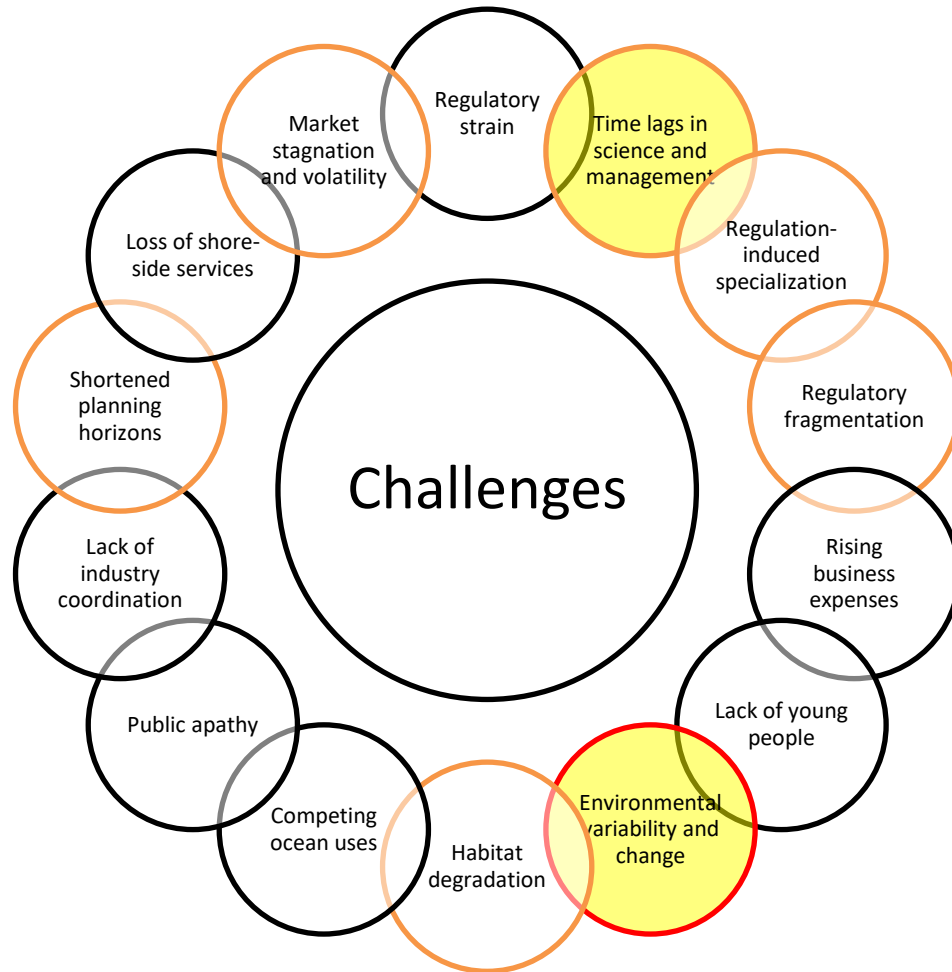 Regulatory
strain
Time lags in
science and
management
Regulation-
induced
specialization
Regulatory
fragmentation
Rising
business
expenses
Lack of young
people
Environmental
variability and
change
Habitat
degradation
Competing
ocean uses
Public apathy
Lack of
industry
coordination
Shortened
planning
horizons
Loss of shore-
side services
Market
stagnation
and volatility
Challenges